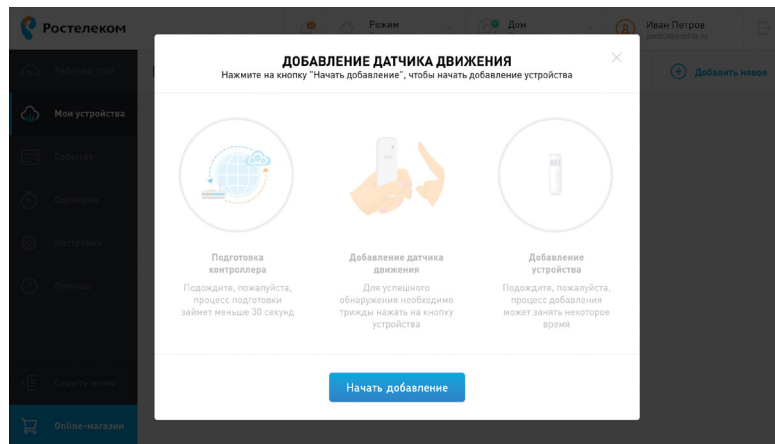 Ростелеком
Режим
Дом
Иван Петров
Рабочий стол
Мои устройства
События
Сценарии
Настройки
Помощь
Скрыть меню
Online-магазин
Добавить новое
ДОБАВЛЕНИЕ ДАТЧИКА ДВИЖЕНИЯ
Нажмите на кнопку "Начать добавление", чтобы начать добавление устройства
Подготовка
контроллера
Подождите, пожалуйста,
процесс подготовки
займет меньше 30 секунд
Добавление датчика
движения
Для успешного
обнаружения необходимо
трижды нажать на кнопку
устройства
Добавление
устройства
Подождите, пожалуйста,
процесс добавления
может занять некоторое
время
Начать добавление